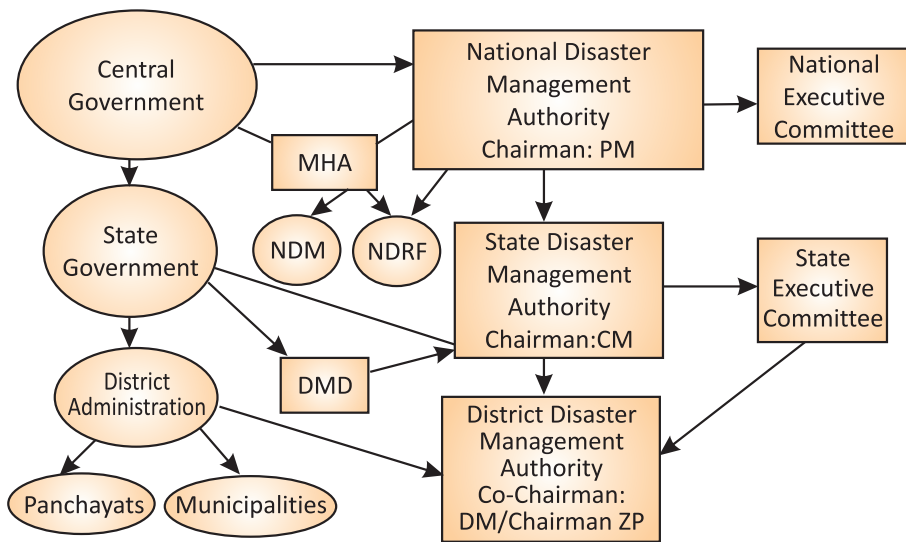 Central
Government
National Disaster
Management
Authority
Chairman: PM
National
Executive
Committee
MHA
NDM
NDRF
State
Government
State Disaster
Management
Authority
Chairman:CM
State
Executive
Committee
DMD
District
Administration
District Disaster
Management
Authority
Co-Chairman:
DM/Chairman ZP
Panchayats
Municipalities